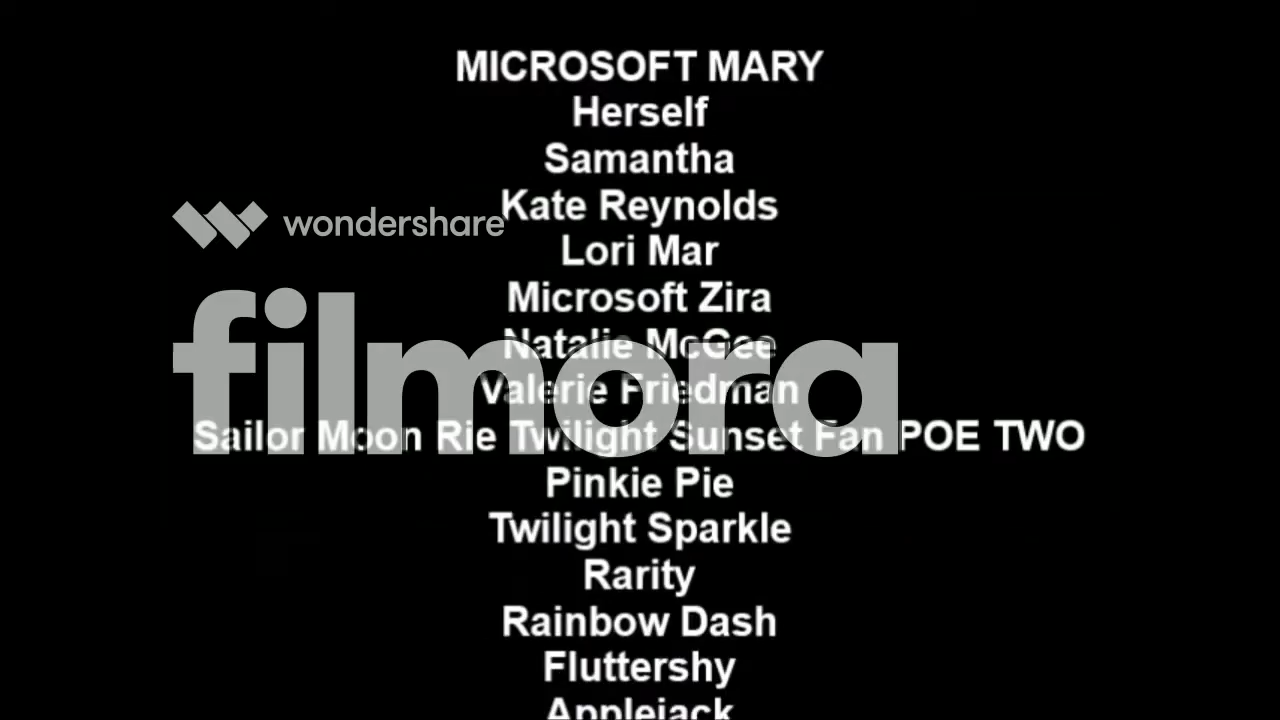 MICROSOFT MARY
Herself
Samantha
Kate Reynolds
wondershare
Lori Mar
Microsoft Zira
filmora
Natalie McGee
Valerie Friedman
Sailor Moon Rie Twilight Sunset Fan POE TWO
Pinkie Pie
Twilight Sparkle
Rarity
Rainbow Dash
Fluttershy
Applejack